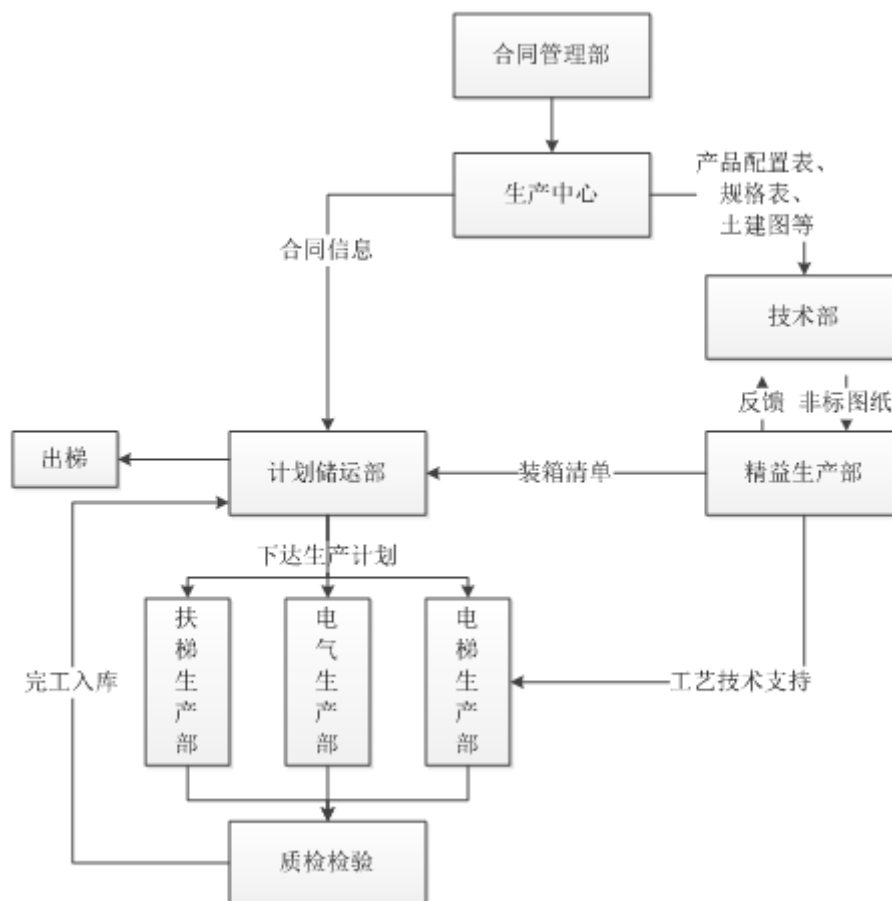 合同管理部
生产中心
产品配置表、
规格表、
土建图等
合同信息
技术部
反馈
非标图纸
出梯
计划储运部
装箱清单
精益生产部
下达生产计划
扶梯生产部
电气生产部
电梯生产部
完工入库
工艺技术支持
质检检验